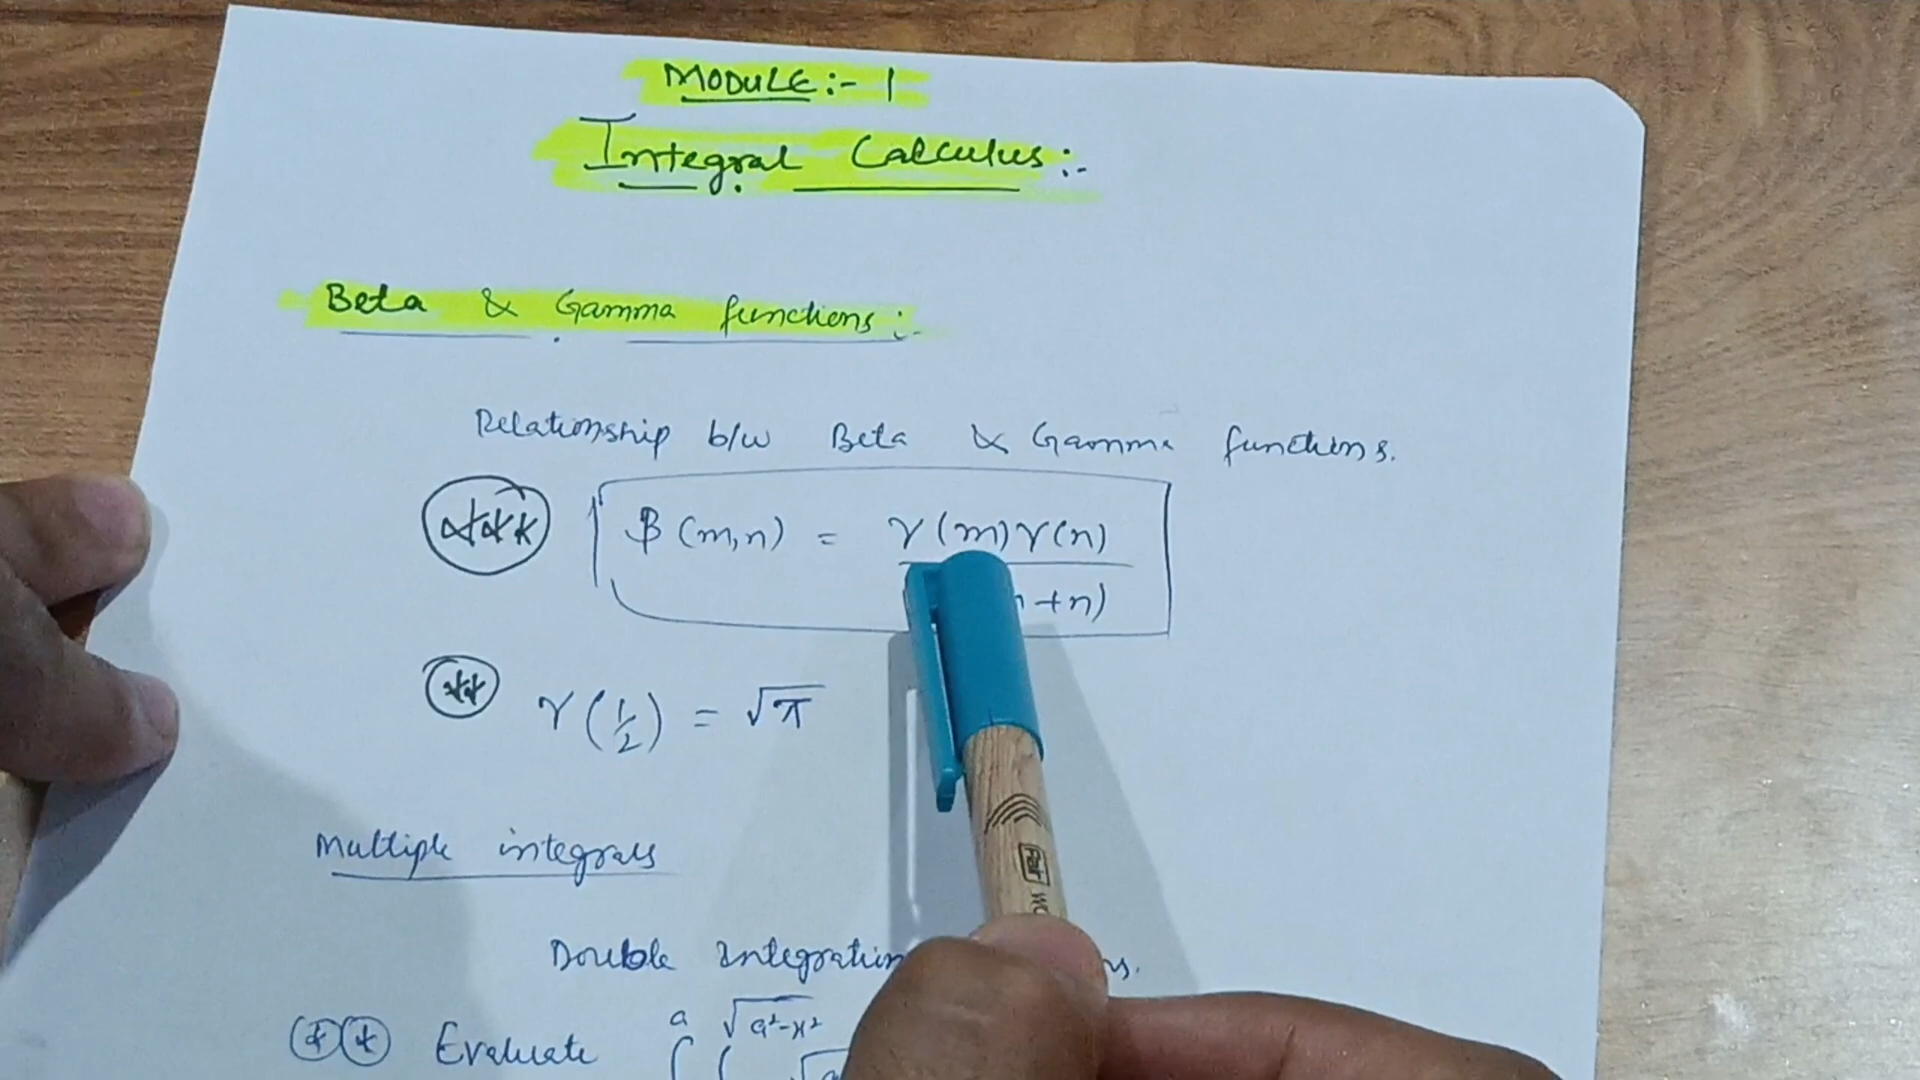 MODULE:- 1
Integral Calculus:-
Beta & Gamma functions:-
Relationship b/w Beta & Gamma functions.
*** β(m,n) = γ(m)γ(n)
+n)
** γ(1/2) = √π
Multiple integrals
Double integration
** Evaluate ∫ a ∫ √a²-x²
Flair